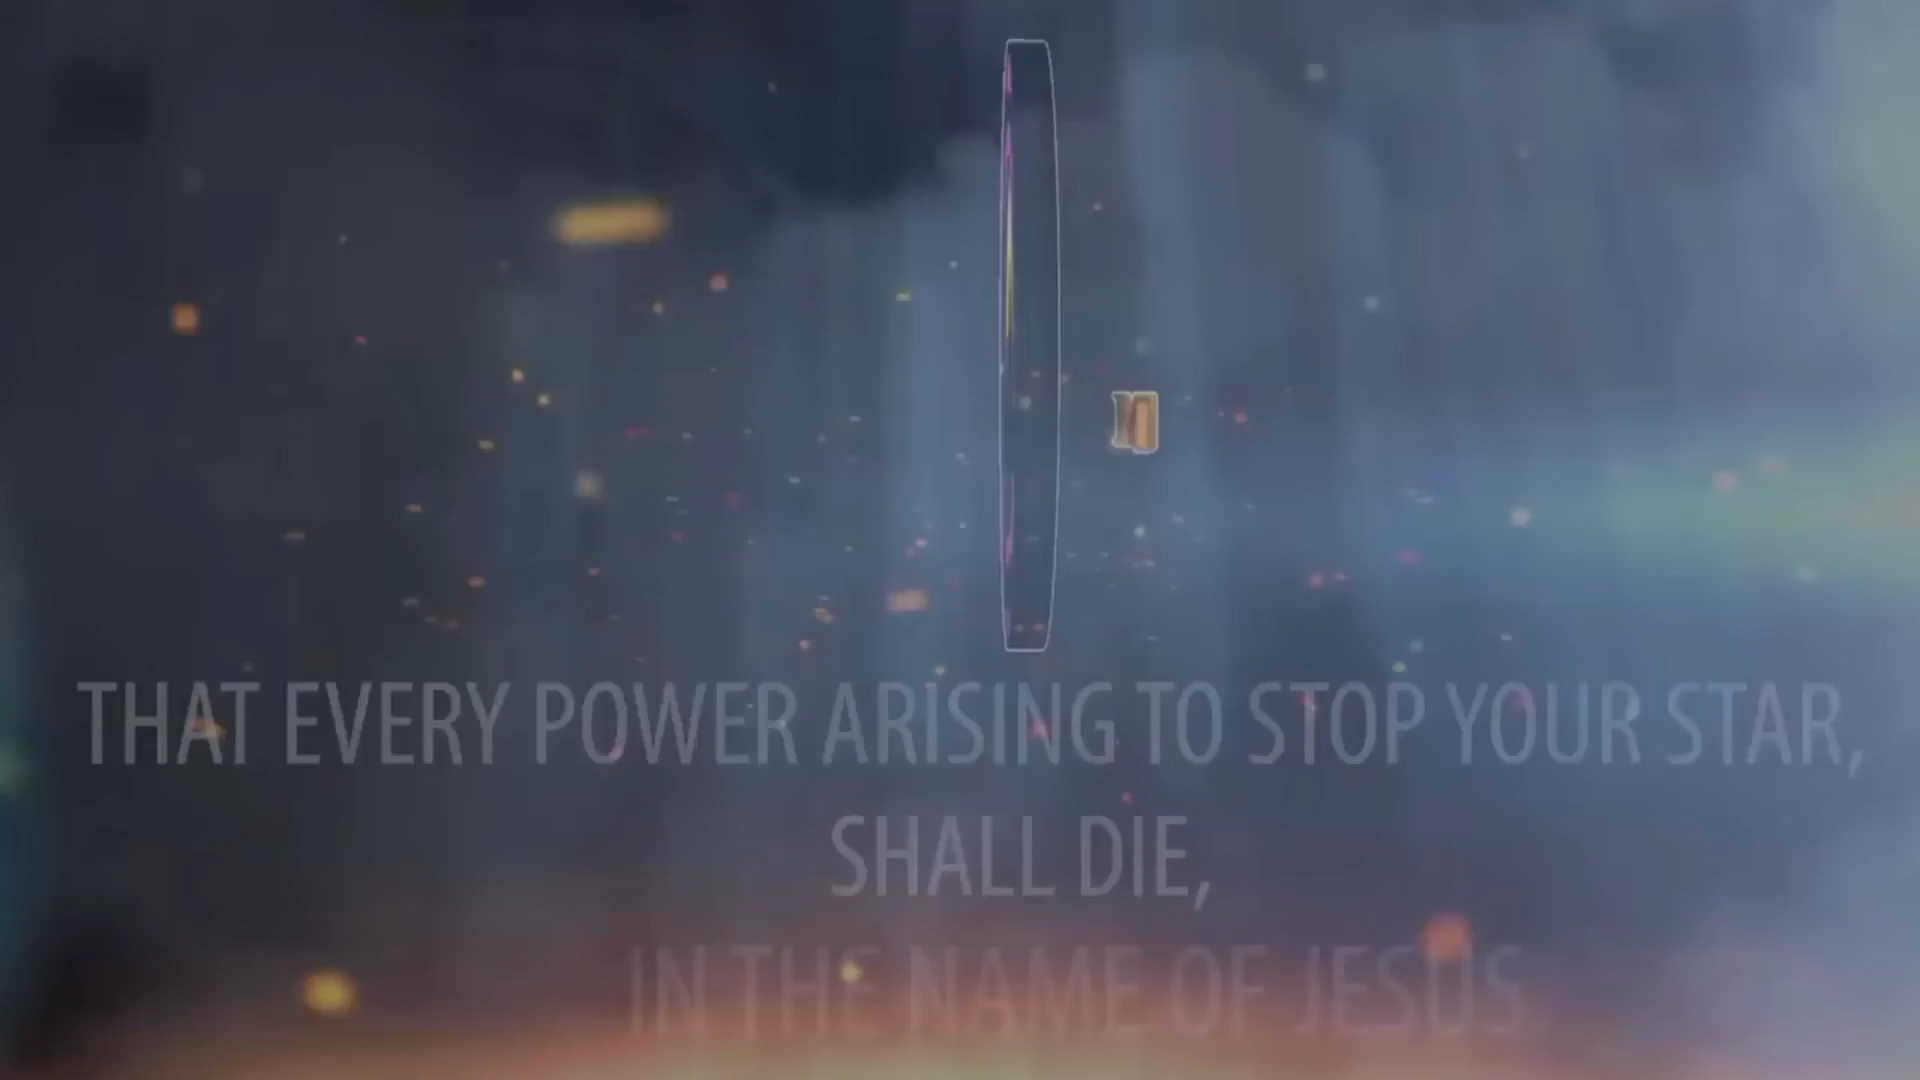 THAT EVERY POWER ARISING TO STOP YOUR STAR,
SHALL DIE,
IN THE NAME OF JESUS.